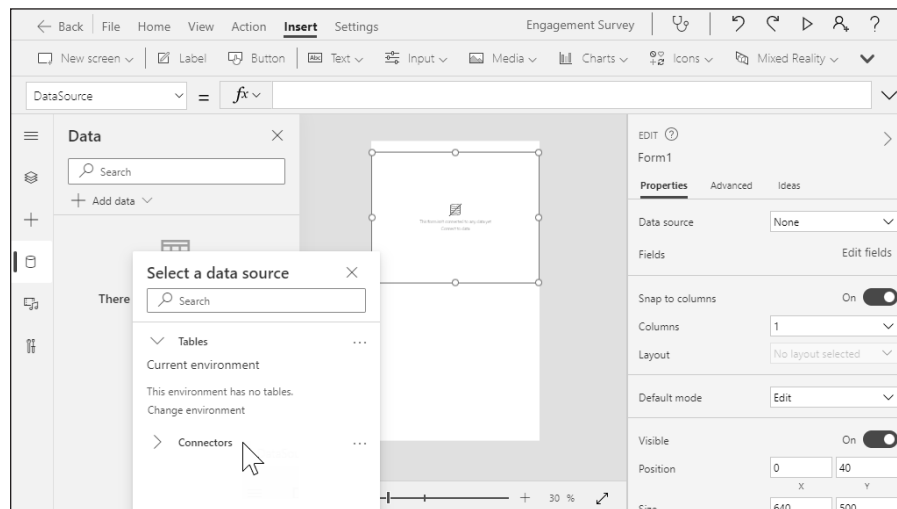 Back File Home View Action Insert Settings Engagement Survey ?
New screen Label Button Abc Text Input Media Charts Icons Mixed Reality
DataSource = fx
Data
Search
Add data
There
Select a data source
Search
Tables ...
Current environment
This environment has no tables.
Change environment
Connectors ...
30 %
EDIT ?
Form1
Properties Advanced Ideas
Data source None
Fields Edit fields
Snap to columns On
Columns 1
Layout No layout selected
Default mode Edit
Visible On
Position 0 40
X Y
Size 640 500